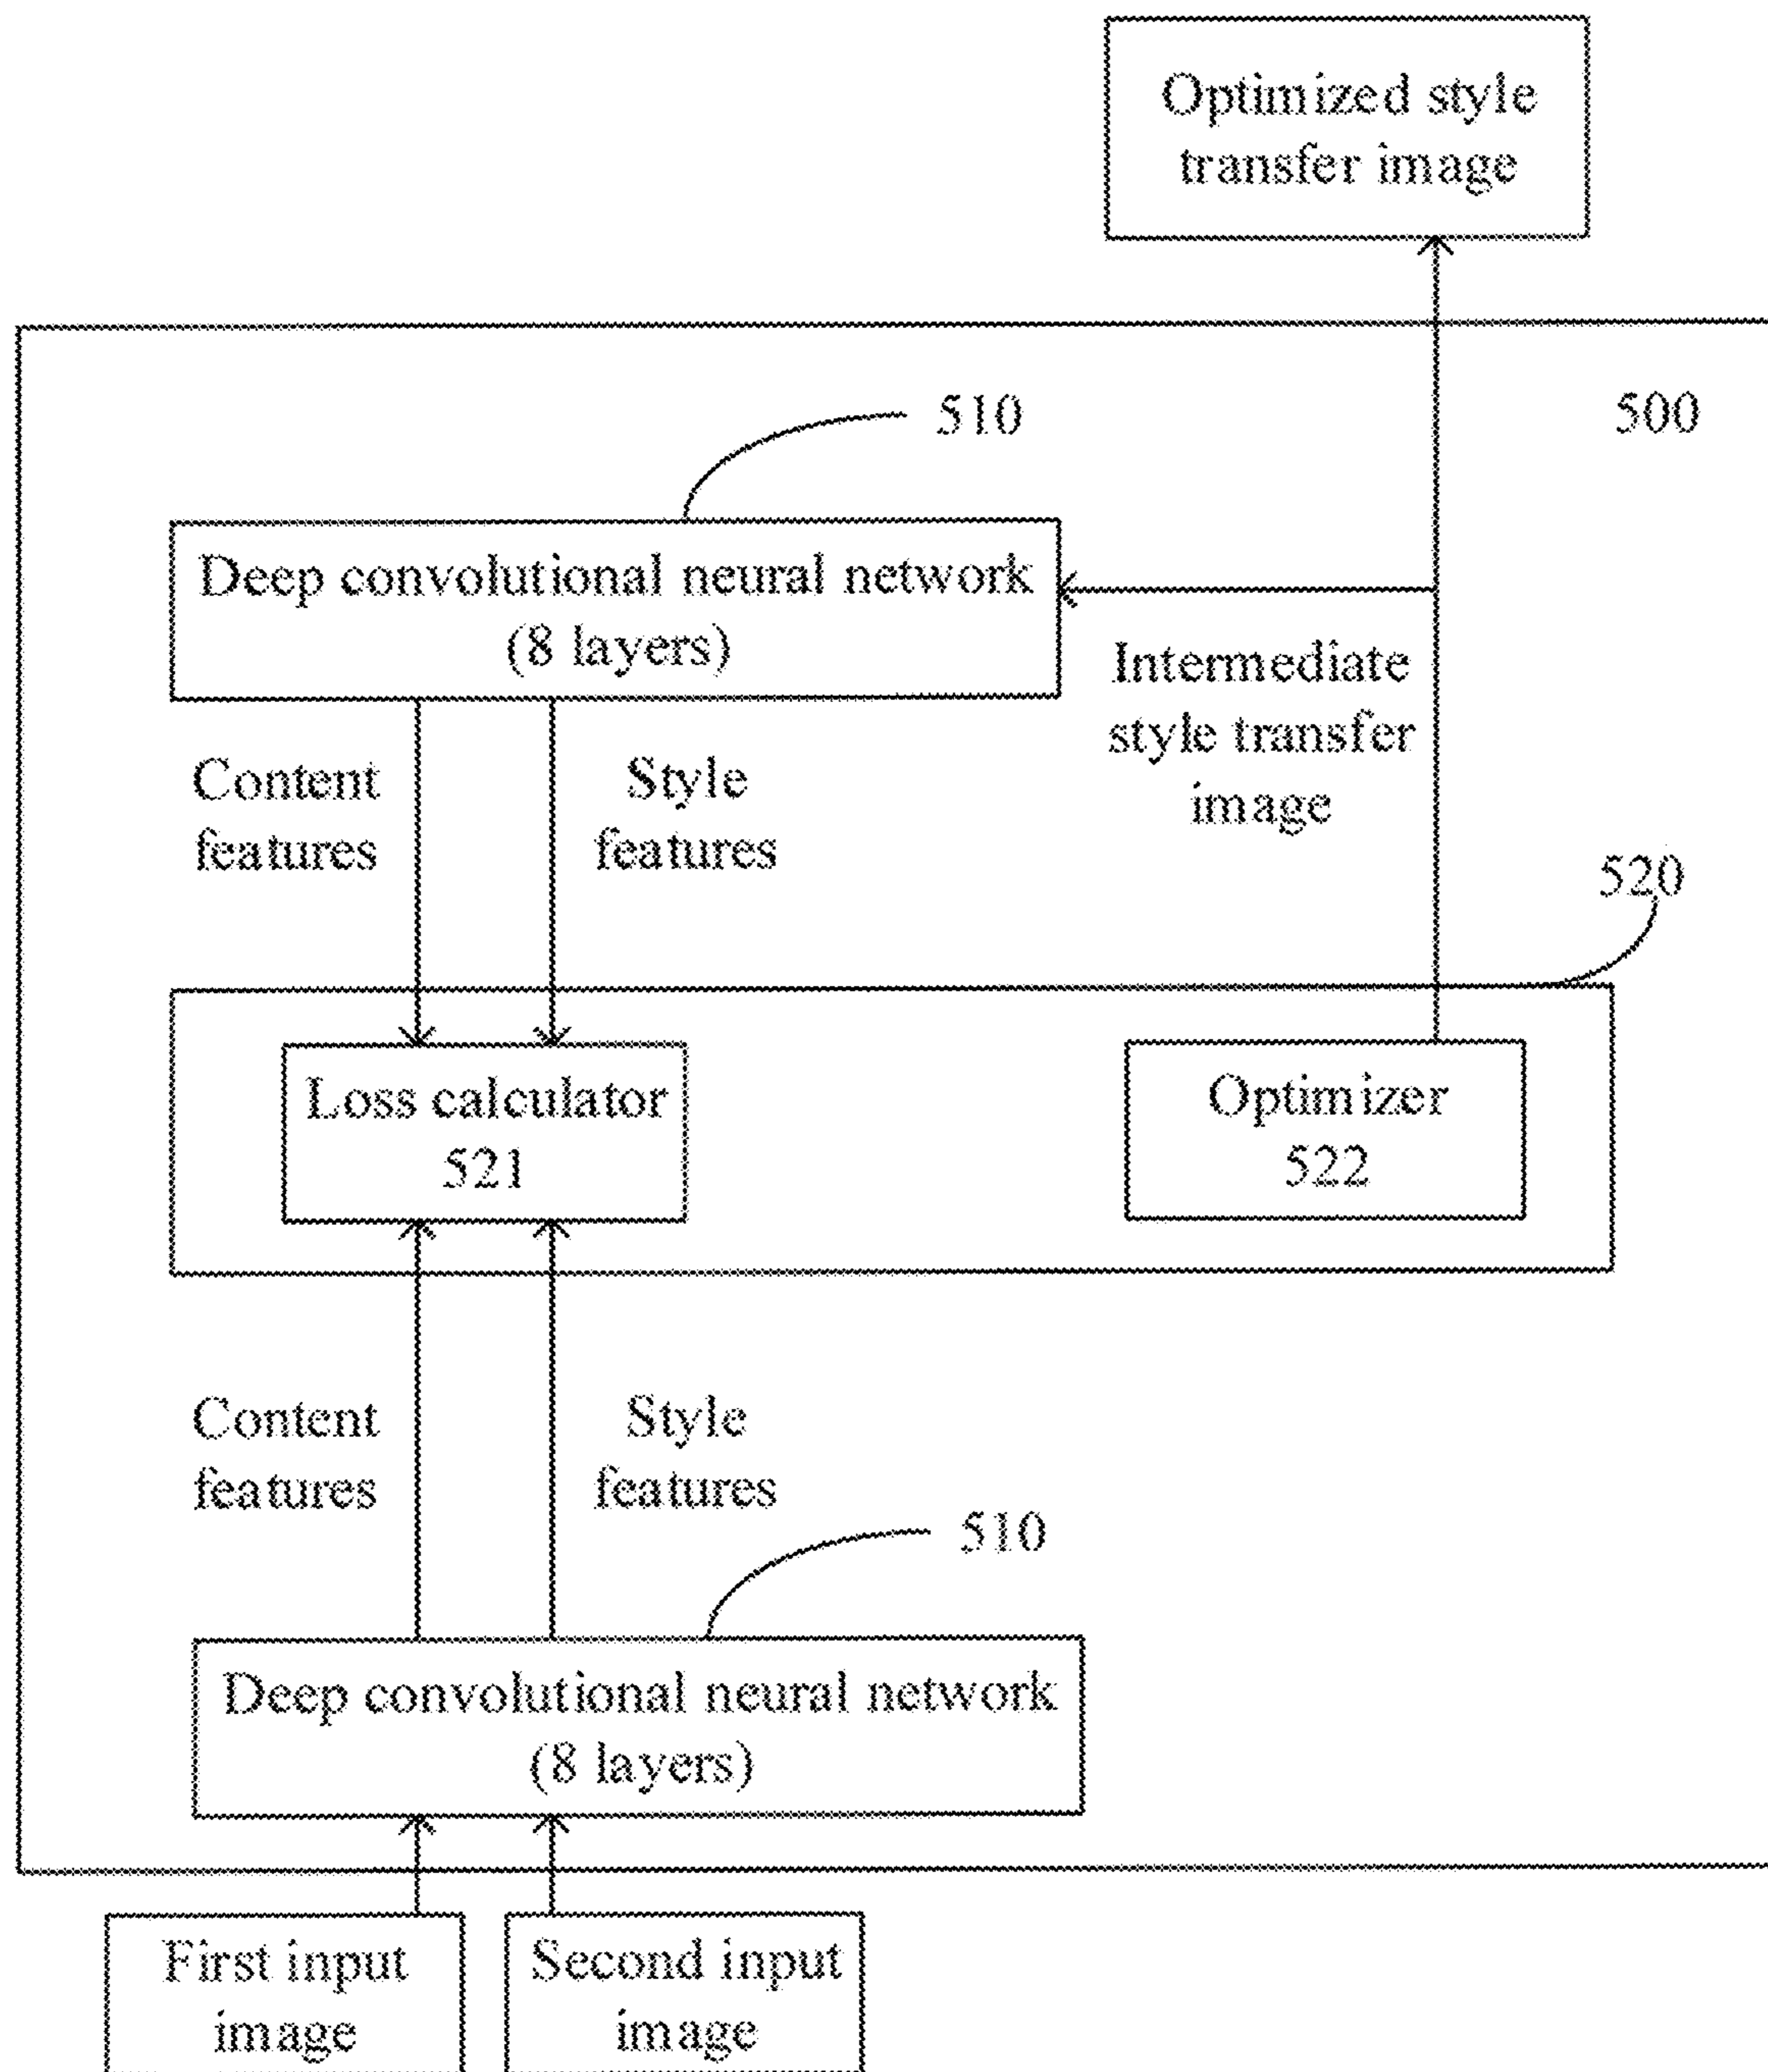 Optimized style
transfer image
510
500
Deep convolutional neural network
(8 layers)
Intermediate
style transfer
image
Content
features
Style
features
520
Loss calculator
521
Optimizer
522
Content
features
Style
features
510
Deep convolutional neural network
(8 layers)
First input
image
Second input
image